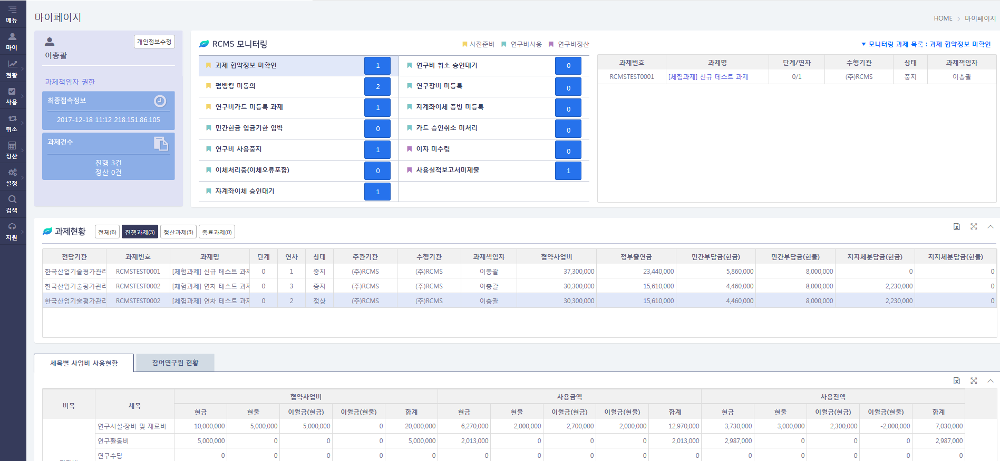 메뉴
마이
현황
사용
취소
정산
설정
검색
지원
마이페이지
HOME > 마이페이지
개인정보수정
이총괄
과제책임자 권한
최종접속정보
2017-12-18 11:12 218.151.86.105
과제건수
진행 3건
정산 0건
RCMS 모니터링
사전준비 연구비사용 연구비정산
과제 협약정보 미확인 1 연구비 취소 승인대기 0
펌뱅킹 미동의 2 연구장비 미등록 0
연구비카드 미등록 과제 1 자계좌이체 증빙 미등록 0
민간현금 입금기한 임박 0 카드 승인취소 미처리 0
연구비 사용중지 1 이자 미수령 0
이체처리중(이체오류포함) 0 사용실적보고서미제출 1
자계좌이체 승인대기 1
▼ 모니터링 과제 목록 : 과제 협약정보 미확인
과제번호 과제명 단계/연차 수행기관 상태 과제책임자
RCMSTEST0001 [체험과제] 신규 테스트 과제 0/1 (주)RCMS 중지 이총괄
과제현황 전체(6) 진행과제(3) 정산과제(3) 종료과제(0)
전담기관 과제번호 과제명 단계 연차 상태 주관기관 수행기관 과제책임자 협약사업비 정부출연금 민간부담금(현금) 민간부담금(현물) 지자체분담금(현금) 지자체분담금(현물)
한국산업기술평가관리 RCMSTEST0001 [체험과제] 신규 테스트 과제 0 1 중지 (주)RCMS (주)RCMS 이총괄 37,300,000 23,440,000 5,860,000 8,000,000 0 0
한국산업기술평가관리 RCMSTEST0002 [체험과제] 연차 테스트 과제 0 3 중지 (주)RCMS (주)RCMS 이총괄 30,300,000 15,610,000 4,460,000 8,000,000 2,230,000 0
한국산업기술평가관리 RCMSTEST0002 [체험과제] 연차 테스트 과제 0 2 정상 (주)RCMS (주)RCMS 이총괄 30,300,000 15,610,000 4,460,000 8,000,000 2,230,000 0
세목별 사업비 사용현황 참여연구원 현황
비목 세목 협약사업비 사용금액 사용잔액
현금 현물 이월금(현금) 이월금(현물) 합계 현금 현물 이월금(현금) 이월금(현물) 합계 현금 현물 이월금(현금) 이월금(현물) 합계
연구시설·장비 및 재료비 10,000,000 5,000,000 5,000,000 0 20,000,000 6,270,000 2,000,000 2,700,000 2,000,000 12,970,000 3,730,000 3,000,000 2,300,000 -2,000,000 7,030,000
연구활동비 5,000,000 0 0 0 5,000,000 2,013,000 0 0 0 2,013,000 2,987,000 0 0 0 2,987,000
연구수당 0 0 0 0 0 0 0 0 0 0 0 0 0 0 0